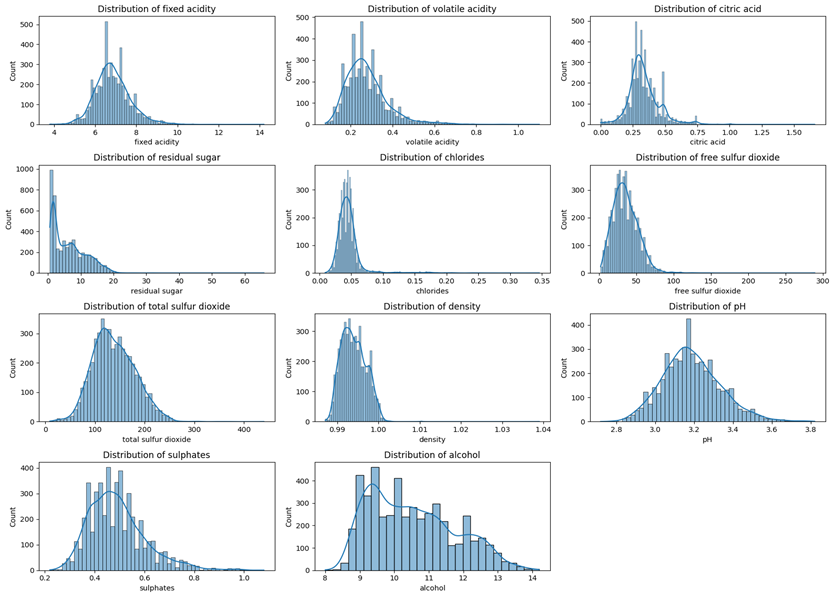 Distribution of fixed acidity
Distribution of volatile acidity
Distribution of citric acid
Count
500
400
300
200
100
0
4 6 8 10 12 14
fixed acidity
Count
500
400
300
200
100
0
0.2 0.4 0.6 0.8 1.0
volatile acidity
Count
500
400
300
200
100
0
0.00 0.25 0.50 0.75 1.00 1.25 1.50
citric acid
Distribution of residual sugar
Distribution of chlorides
Distribution of free sulfur dioxide
Count
1000
800
600
400
200
0
0 10 20 30 40 50 60
residual sugar
Count
300
200
100
0
0.00 0.05 0.10 0.15 0.20 0.25 0.30 0.35
chlorides
Count
300
200
100
0
0 50 100 150 200 250 300
free sulfur dioxide
Distribution of total sulfur dioxide
Distribution of density
Distribution of pH
Count
300
200
100
0
0 100 200 300 400
total sulfur dioxide
Count
300
200
100
0
0.99 1.00 1.01 1.02 1.03 1.04
density
Count
400
300
200
100
0
2.8 3.0 3.2 3.4 3.6 3.8
pH
Distribution of sulphates
Distribution of alcohol
Count
400
300
200
100
0
0.2 0.4 0.6 0.8 1.0
sulphates
Count
400
300
200
100
0
8 9 10 11 12 13 14
alcohol